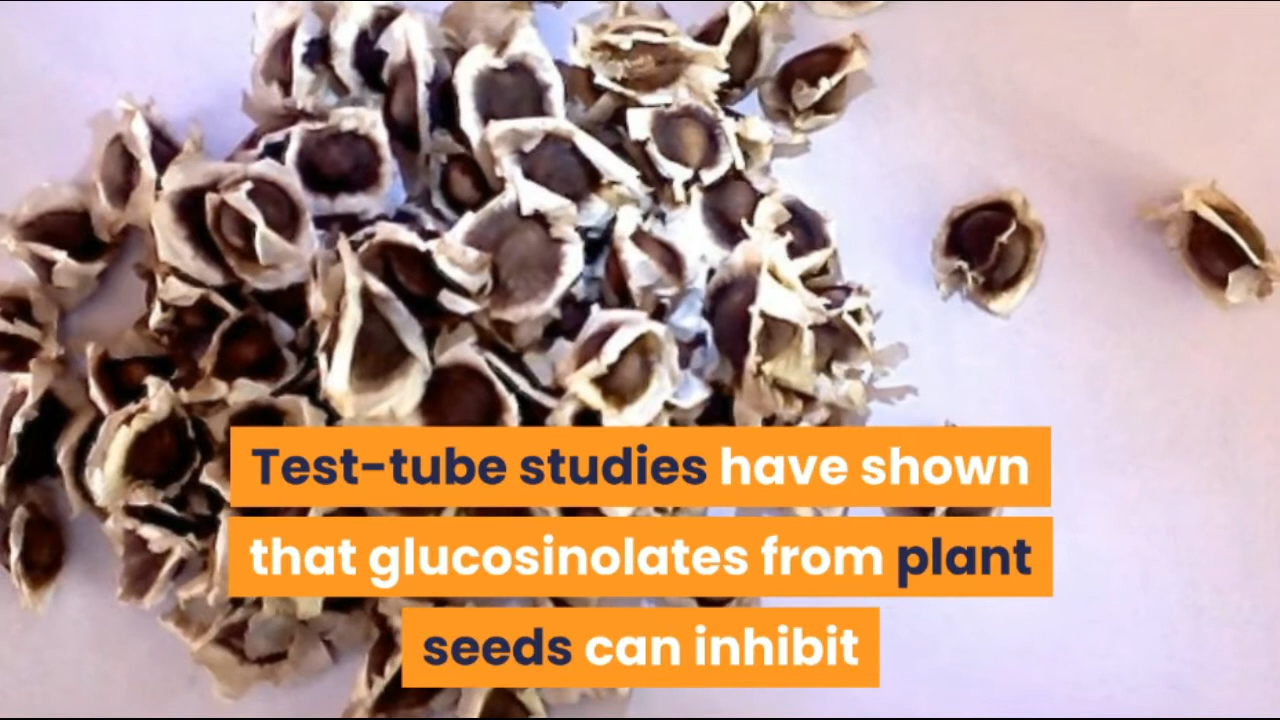 Test-tube studies have shown
that glucosinolates from plant
seeds can inhibit